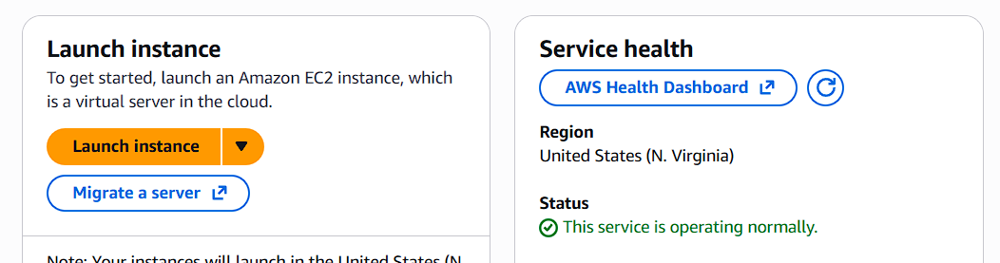 Launch instance
To get started, launch an Amazon EC2 instance, which
is a virtual server in the cloud.
Launch instance
Migrate a server
Note: Your instances will launch in the United States (N.
Service health
AWS Health Dashboard
Region
United States (N. Virginia)
Status
This service is operating normally.